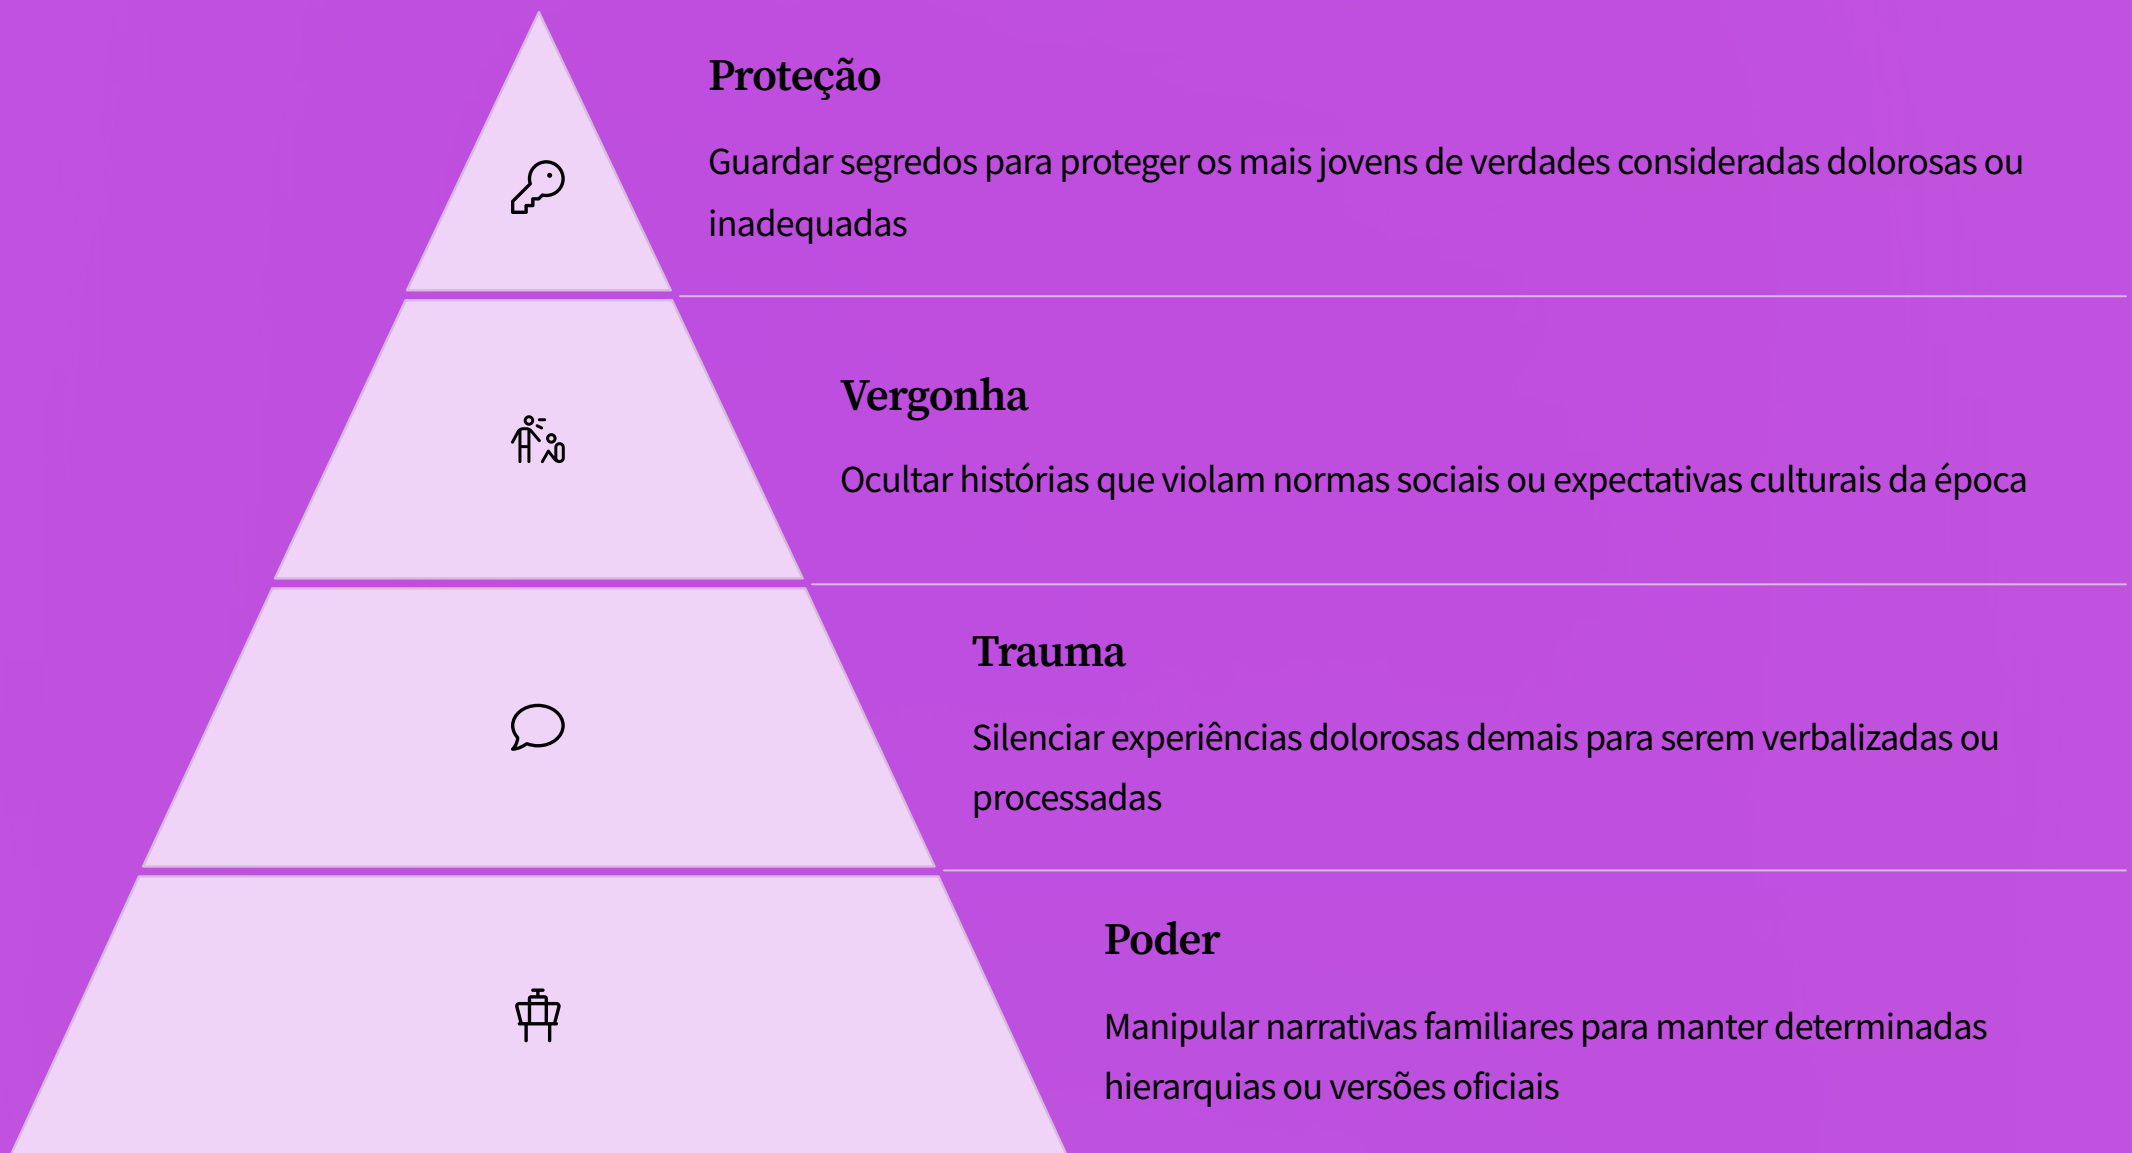 Proteção
Guardar segredos para proteger os mais jovens de verdades consideradas dolorosas ou
inadequadas
Vergonha
Ocultar histórias que violam normas sociais ou expectativas culturais da época
Trauma
Silenciar experiências dolorosas demais para serem verbalizadas ou
processadas
Poder
Manipular narrativas familiares para manter determinadas
hierarquias ou versões oficiais